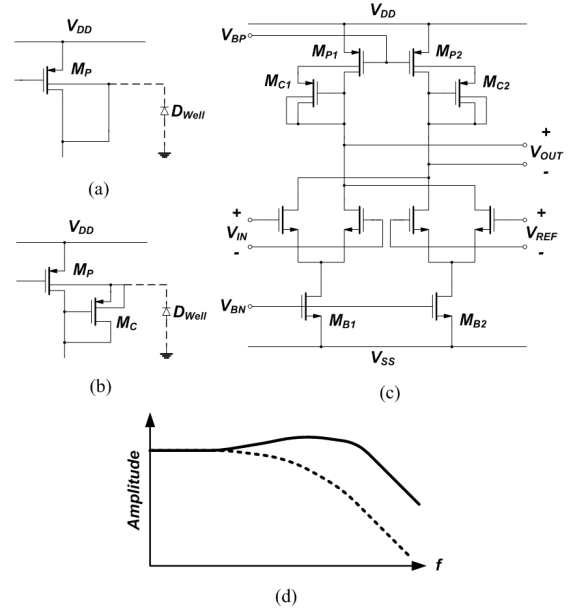 V_DD
M_P
D_Well
(a)
V_DD
M_P
M_C
D_Well
(b)
V_DD
V_BP
M_P1
M_P2
M_C1
M_C2
+
V_OUT
-
+
V_IN
-
+
V_REF
-
V_BN
M_B1
M_B2
V_SS
(c)
Amplitude
f
(d)